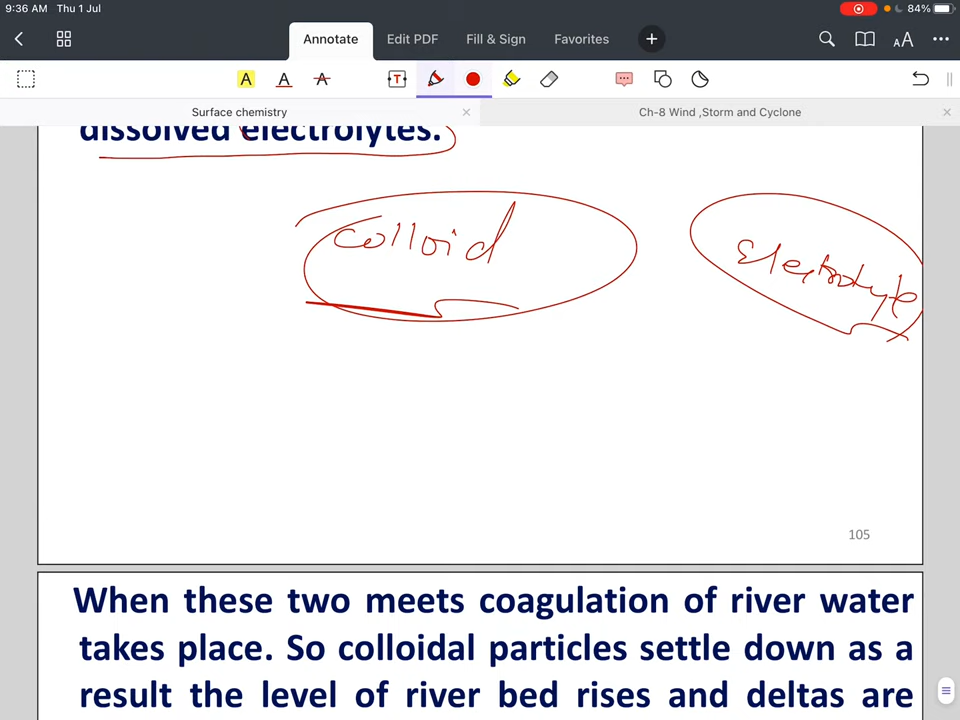 9:36 AM Thu 1 Jul 84%
Annotate Edit PDF Fill & Sign Favorites
Surface chemistry Ch-8 Wind ,Storm and Cyclone
dissolved electrolytes.
Colloid Electrolyte
105
When these two meets coagulation of river water
takes place. So colloidal particles settle down as a
result the level of river bed rises and deltas are